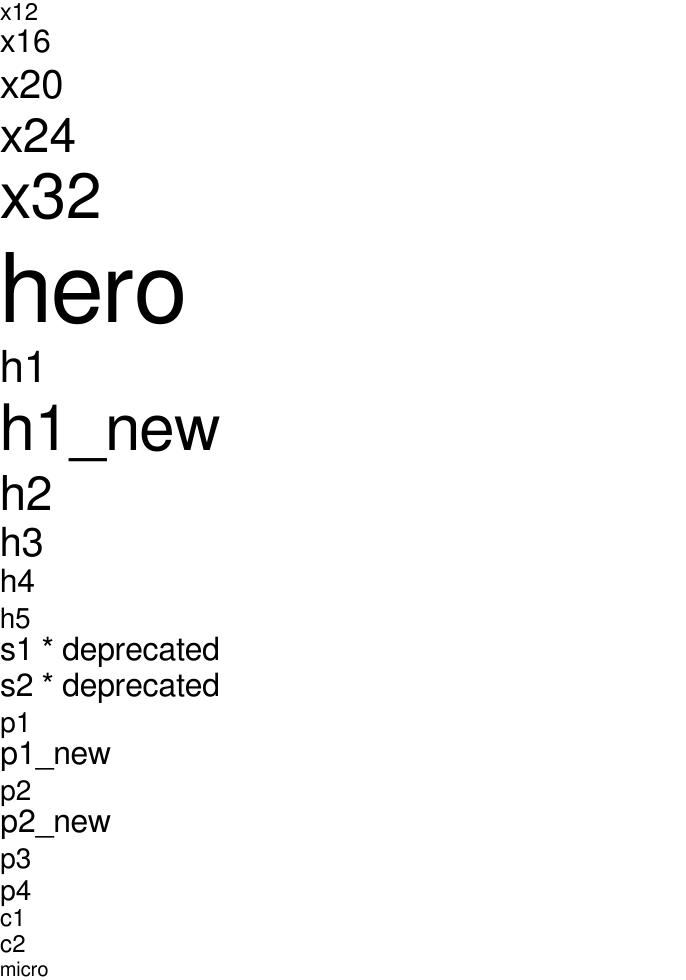 x12
x16
x20
x24
x32
hero
h1
h1_new
h2
h3
h4
h5
s1 * deprecated
s2 * deprecated
p1
p1_new
p2
p2_new
p3
p4
c1
c2
micro